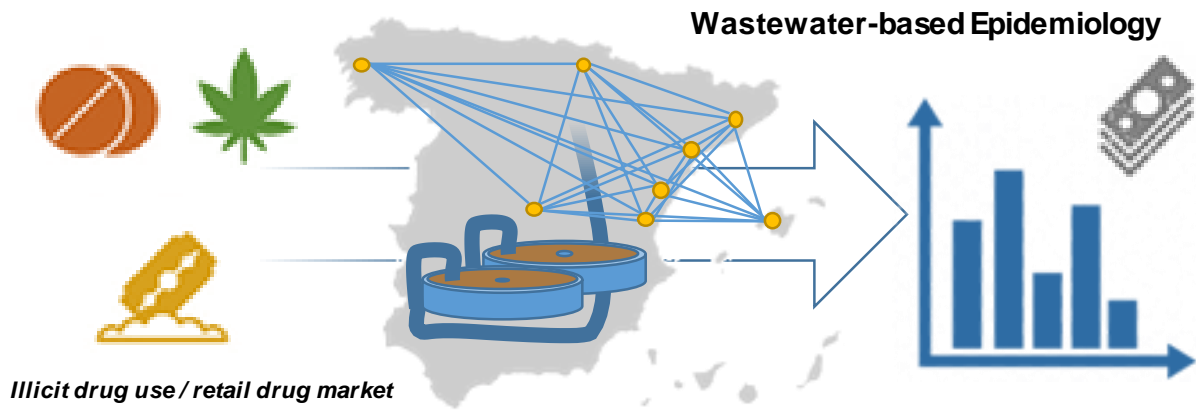 Wastewater-based Epidemiology
Illicit drug use / retail drug market